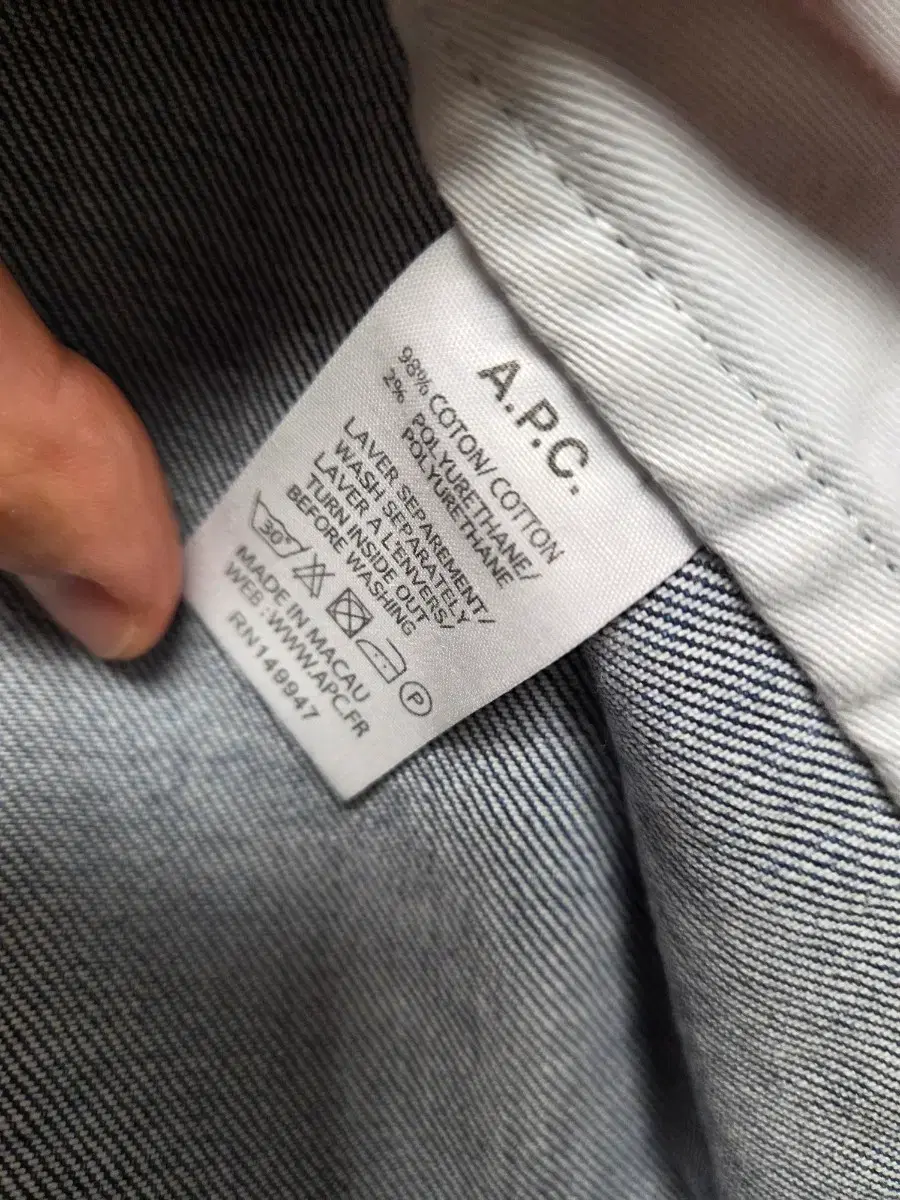 A.P.C.
98% COTON/ COTTON
2% POLYURETHANE/
POLYURETHANE
LAVER SEPAREMENT/
WASH SEPARATELY
LAVER A L'ENVERS/
TURN INSIDE OUT
BEFORE WASHING
30° P
MADE IN MACAU
WEB : WWW.APC.FR
RN149947